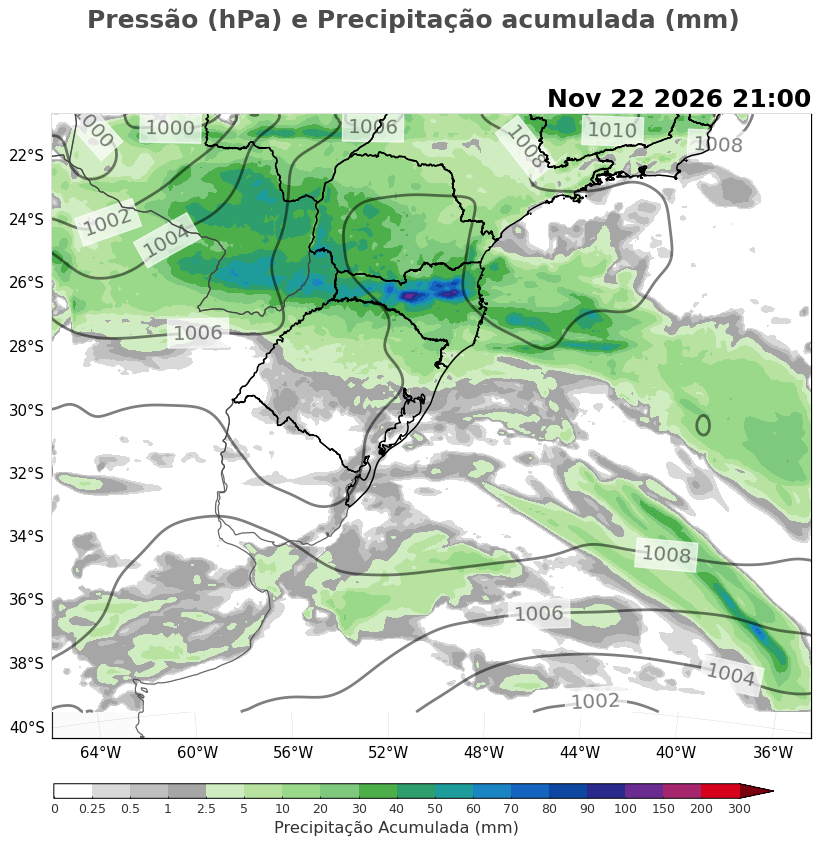 Pressão (hPa) e Precipitação acumulada (mm)
Nov 22 2026 21:00
1000 1000 1006 1008 1010 1008
22°S
1002 1004
24°S
26°S
1006
28°S
30°S
32°S
34°S
1008
36°S
1006
38°S
1004
1002
40°S
64°W 60°W 56°W 52°W 48°W 44°W 40°W 36°W
0 0.25 0.5 1 2.5 5 10 20 30 40 50 60 70 80 90 100 150 200 300
Precipitação Acumulada (mm)